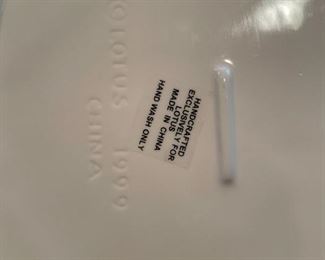 © LOTUS 1999
CHINA
HANDCRAFTED
EXCLUSIVELY FOR
LOTUS
MADE IN CHINA
HAND WASH ONLY